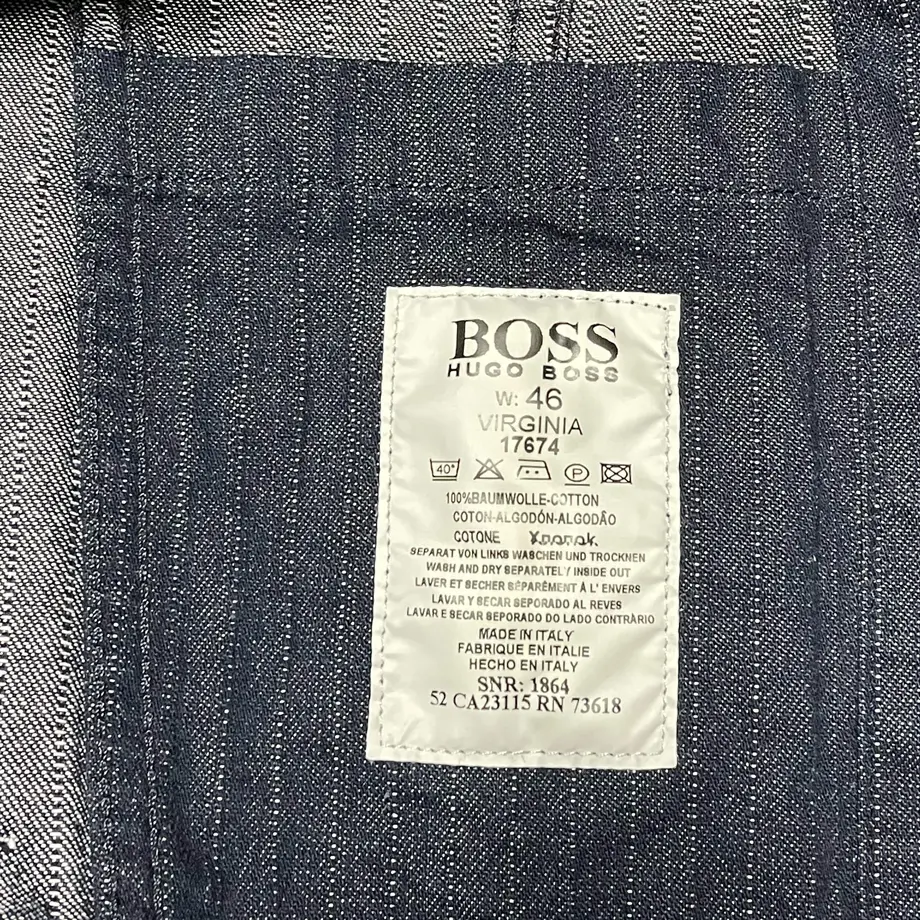 BOSS
HUGO BOSS
W: 46
VIRGINIA
17674
40°
P
100%BAUMWOLLE-COTTON
COTON-ALGODÓN-ALGODÂO
COTONE
SEPARAT VON LINKS WASCHEN UND TROCKNEN
WASH AND DRY SEPARATELY INSIDE OUT
LAVER ET SECHER SÉPARÉMENT À L' ENVERS
LAVAR Y SECAR SEPORADO AL REVES
LAVAR E SECAR SEPORADO DO LADO CONTRÀRIO
MADE IN ITALY
FABRIQUE EN ITALIE
HECHO EN ITALY
SNR: 1864
52 CA23115 RN 73618